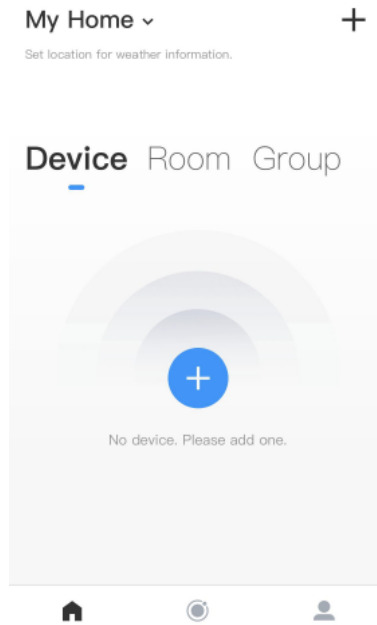 My Home
Set location for weather information.
Device Room Group
No device. Please add one.